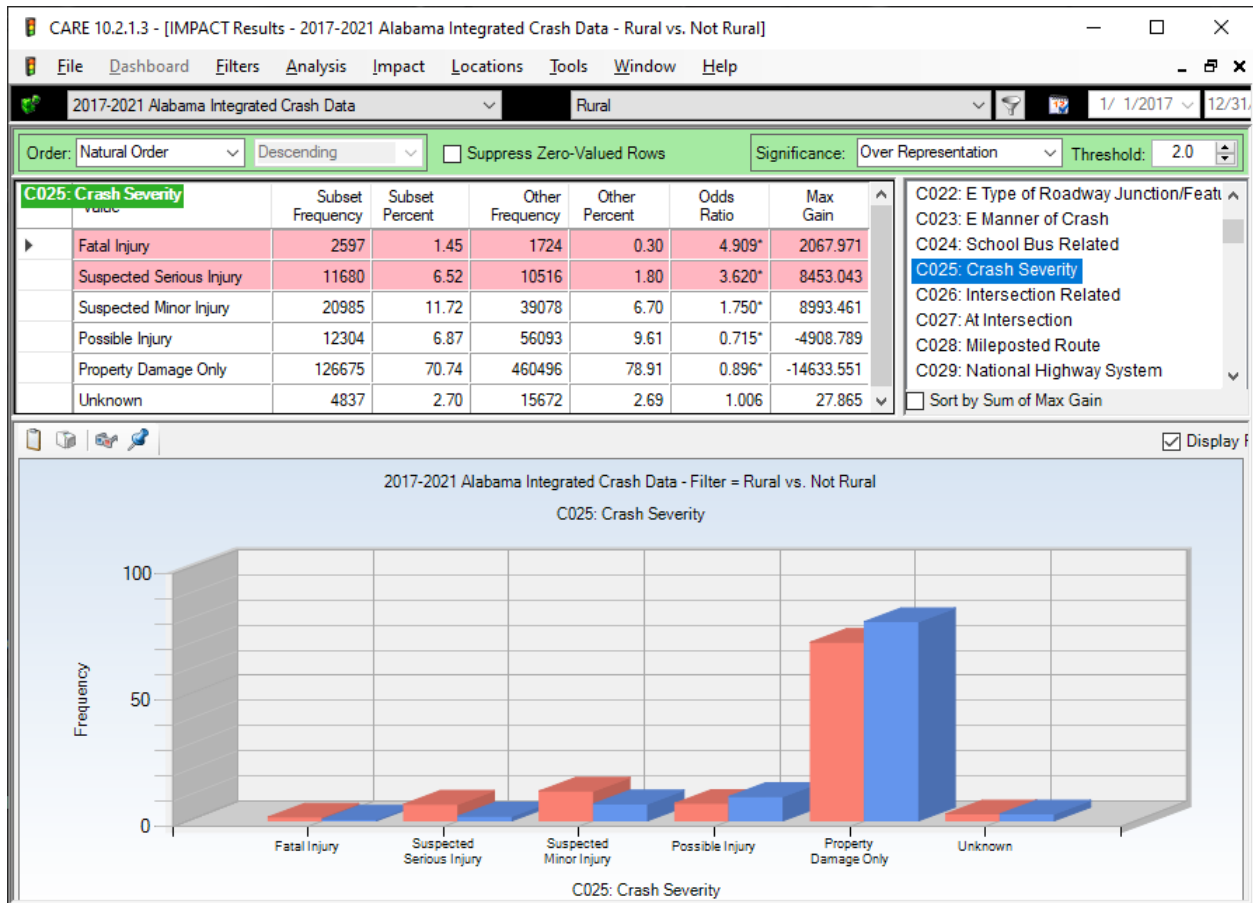 CARE 10.2.1.3 - [IMPACT Results - 2017-2021 Alabama Integrated Crash Data - Rural vs. Not Rural]
File Dashboard Filters Analysis Impact Locations Tools Window Help
2017-2021 Alabama Integrated Crash Data Rural 1/ 1/2017 12/31/
Order: Natural Order Descending Suppress Zero-Valued Rows Significance: Over Representation Threshold: 2.0
C025: Crash Severity Subset Frequency Subset Percent Other Frequency Other Percent Odds Ratio Max Gain
Fatal Injury 2597 1.45 1724 0.30 4.909* 2067.971
Suspected Serious Injury 11680 6.52 10516 1.80 3.620* 8453.043
Suspected Minor Injury 20985 11.72 39078 6.70 1.750* 8993.461
Possible Injury 12304 6.87 56093 9.61 0.715* -4908.789
Property Damage Only 126675 70.74 460496 78.91 0.896* -14633.551
Unknown 4837 2.70 15672 2.69 1.006 27.865
C022: E Type of Roadway Junction/Featu
C023: E Manner of Crash
C024: School Bus Related
C025: Crash Severity
C026: Intersection Related
C027: At Intersection
C028: Mileposted Route
C029: National Highway System
Sort by Sum of Max Gain
Display F
2017-2021 Alabama Integrated Crash Data - Filter = Rural vs. Not Rural
C025: Crash Severity
100
50
0
Frequency
Fatal Injury
Suspected
Serious Injury
Suspected
Minor Injury
Possible Injury
Property
Damage Only
Unknown
C025: Crash Severity